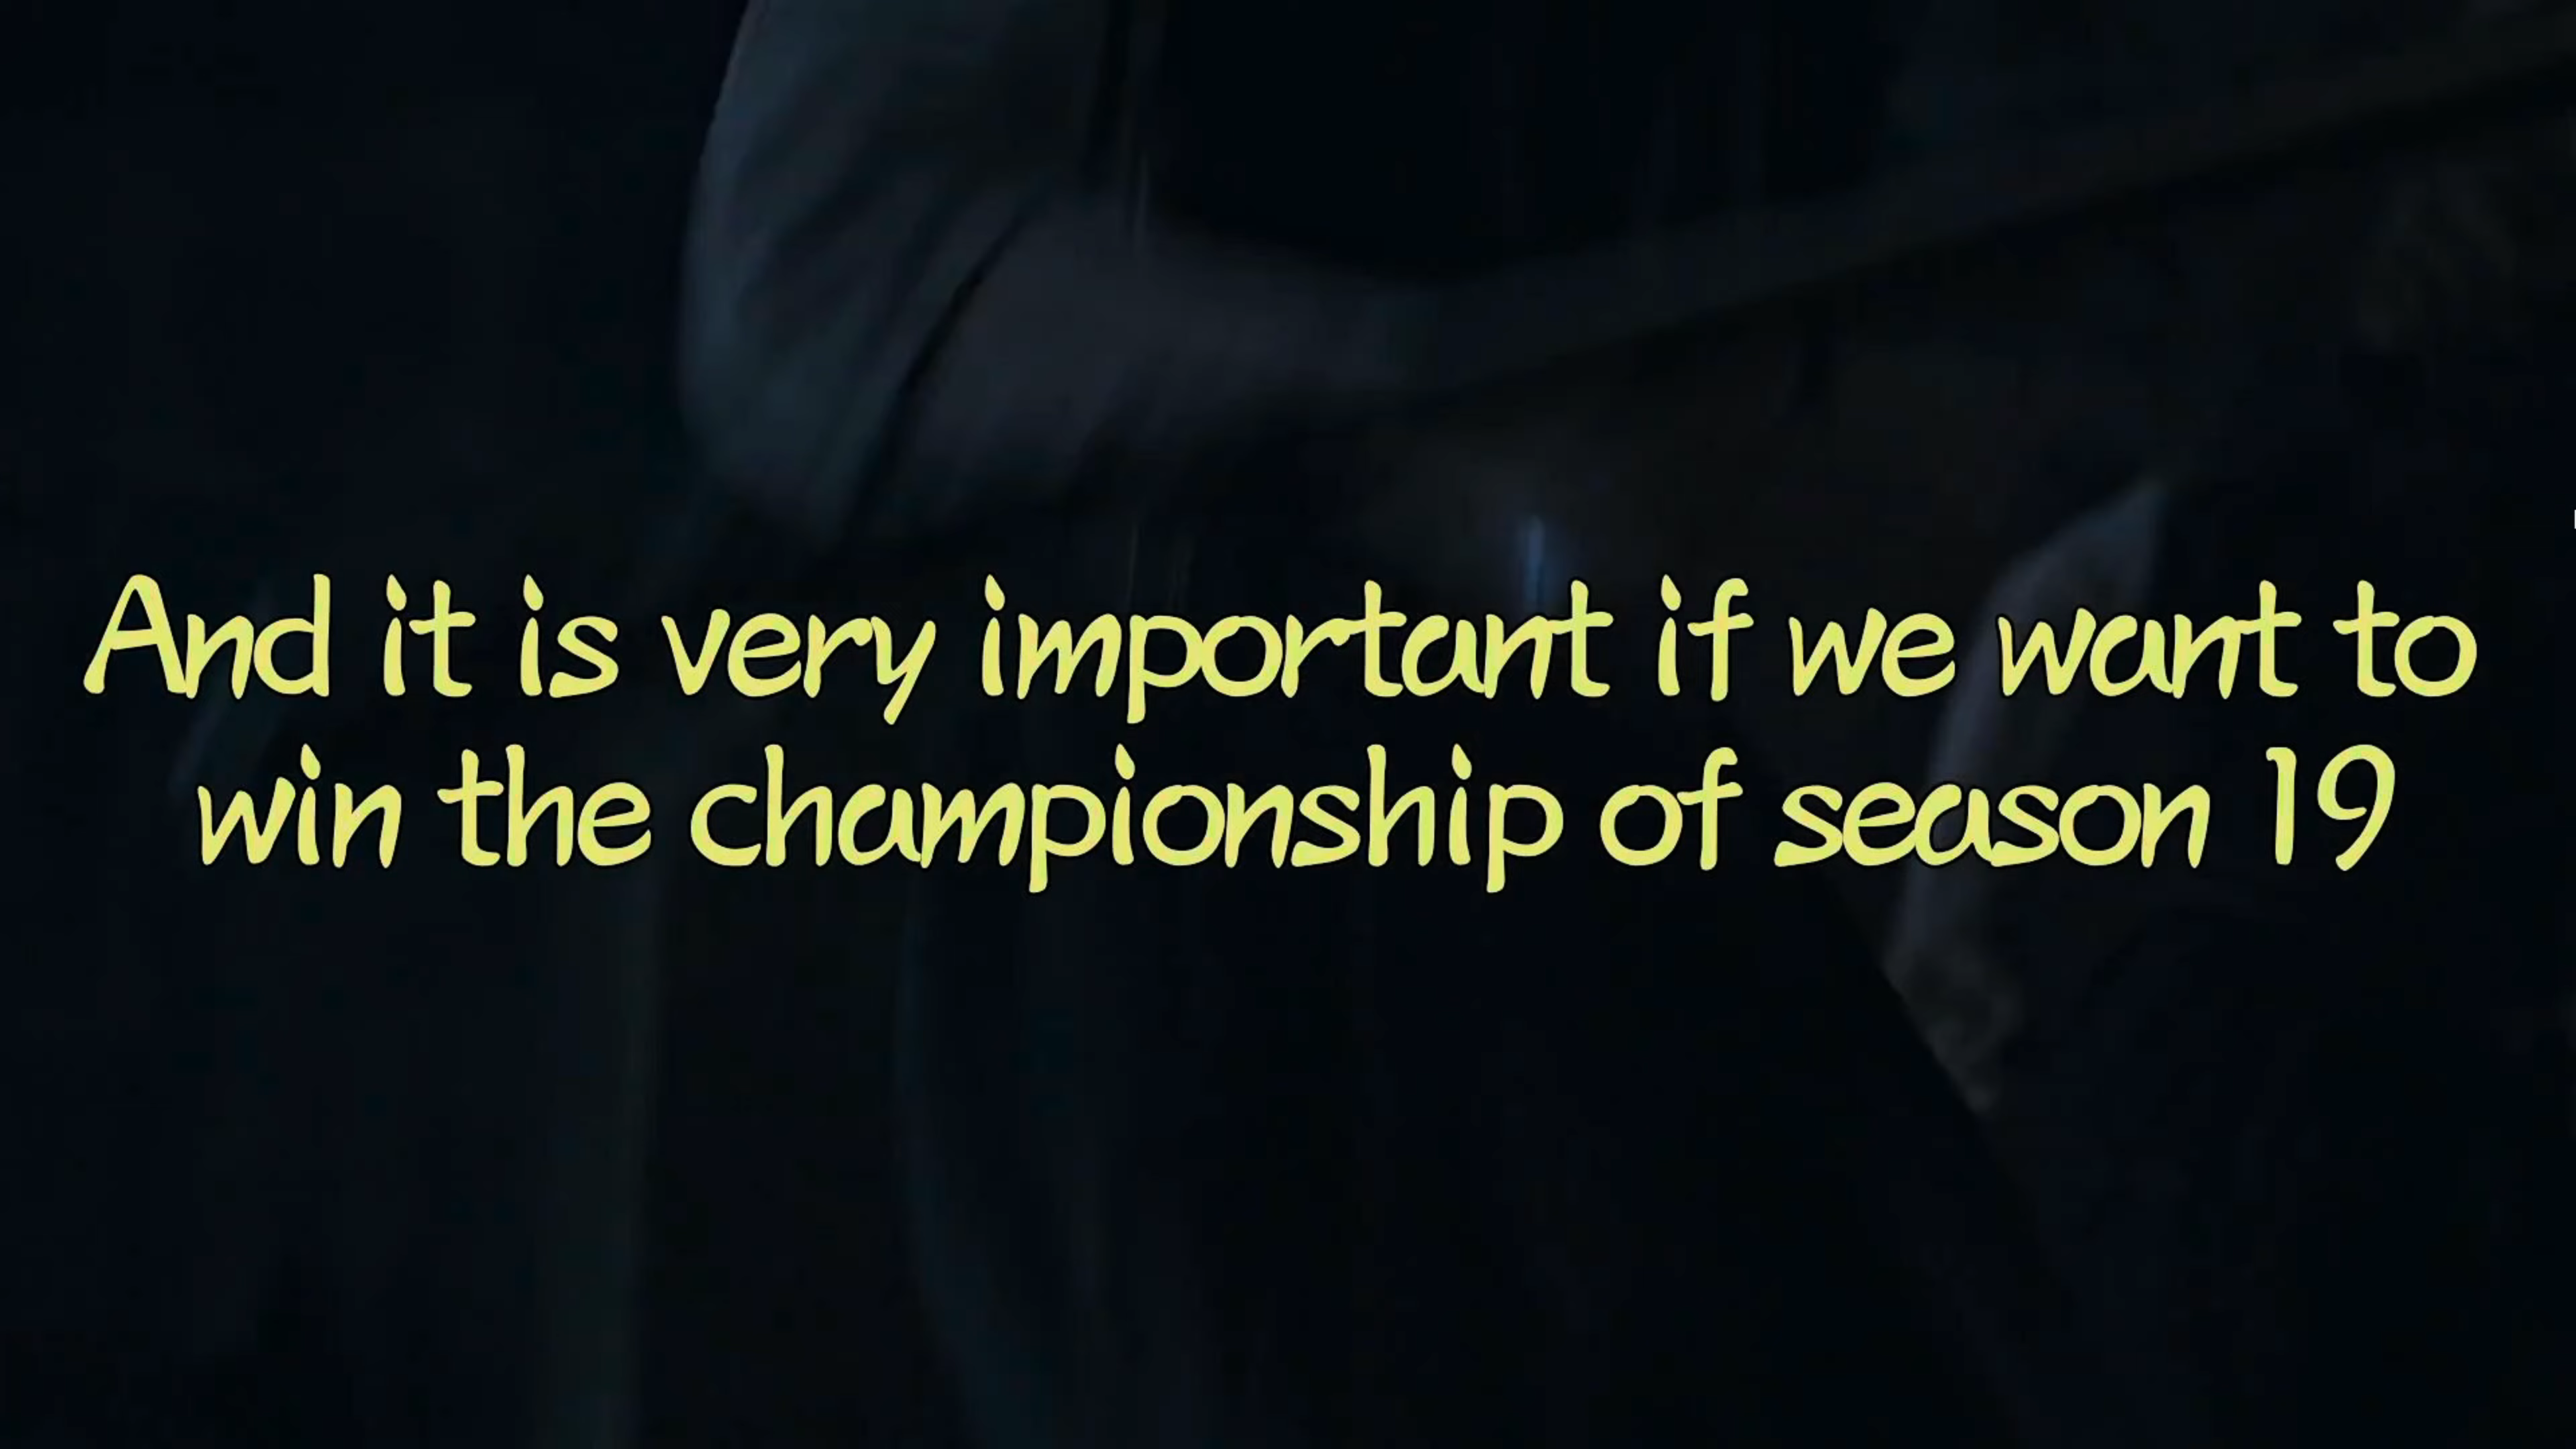 And it is very important if we want to
win the championship of season 19